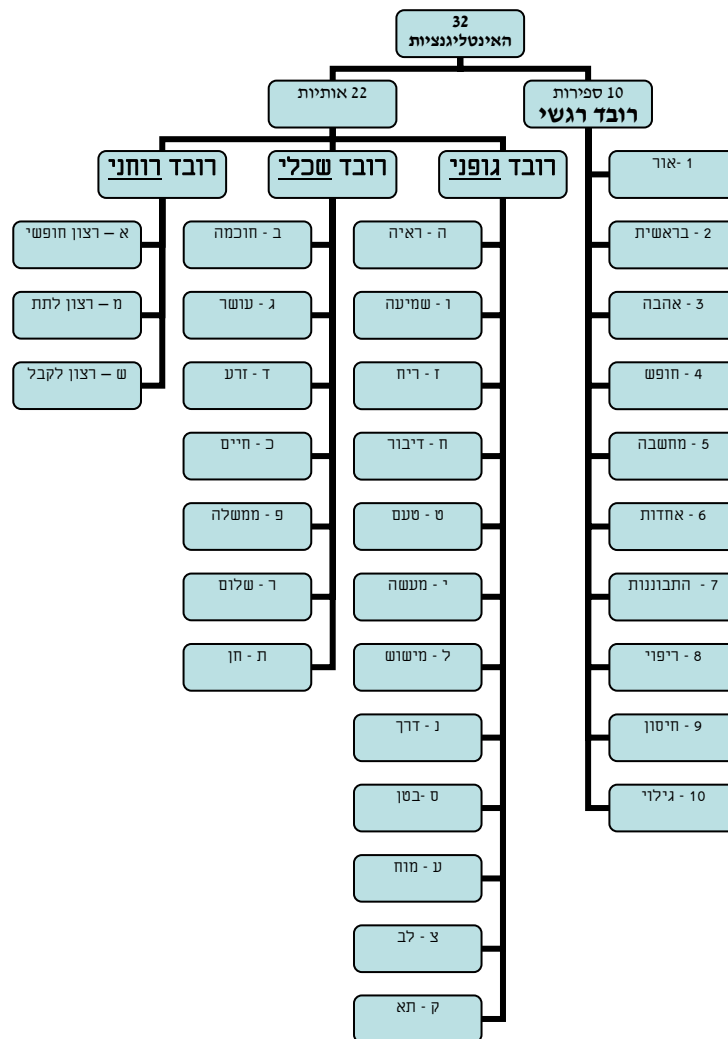 32
האינטליגנציות
10 ספירות
רובד רגשי
22 אותיות
רובד גופני
רובד שכלי
רובד רוחני
1 -אור
2 - בראשית
3 - אהבה
4 - חופש
5 - מחשבה
6 - אחדות
7 - התבוננות
8 - ריפוי
9 - חיסון
10 - גילוי
ה - ראיה
ו - שמיעה
ז - ריח
ח - דיבור
ט - טעם
י - מעשה
ל - מישוש
נ - דרך
ס -בטן
ע - מוח
צ - לב
ק - תא
ב - חוכמה
ג - עושר
ד - זרע
כ - חיים
פ - ממשלה
ר - שלום
ת - חן
א – רצון חופשי
מ – רצון לתת
ש – רצון לקבל